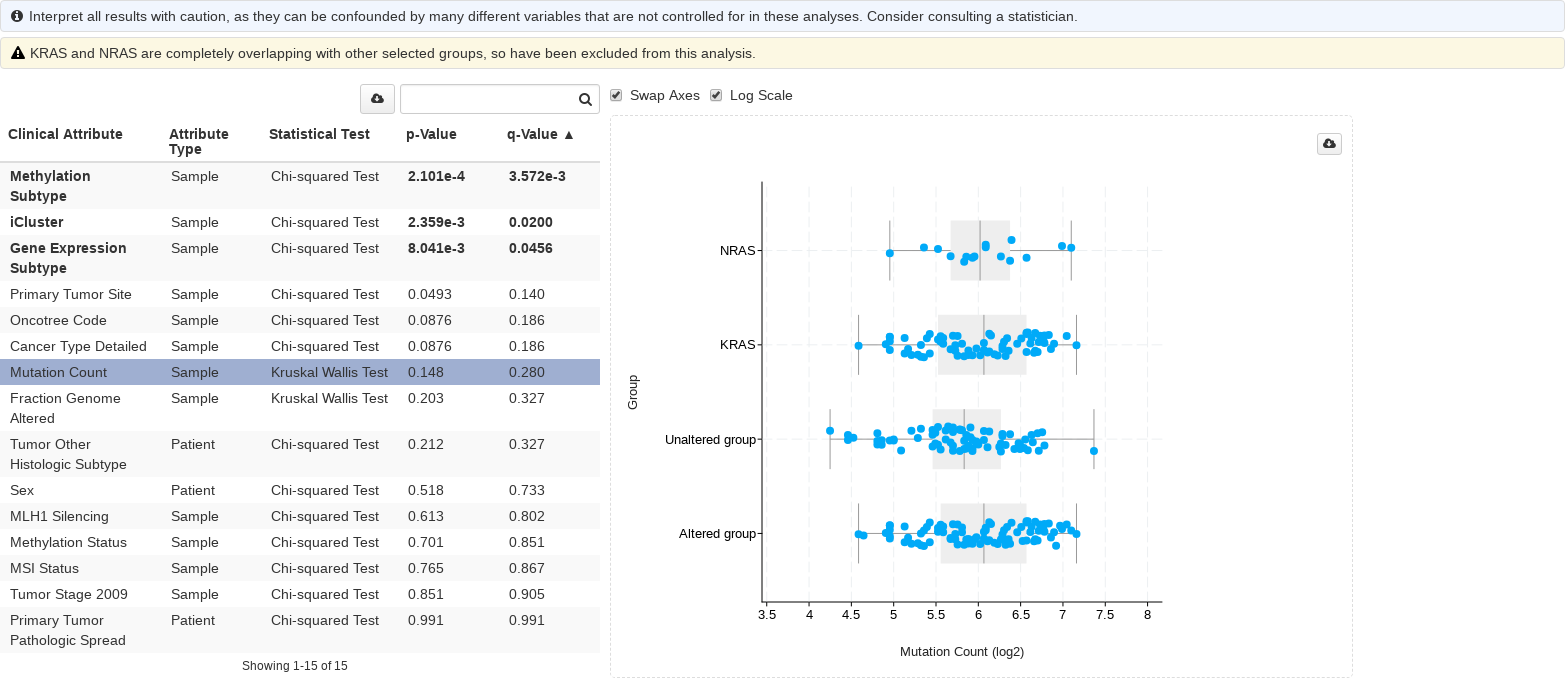 Interpret all results with caution, as they can be confounded by many different variables that are not controlled for in these analyses. Consider consulting a statistician.
KRAS and NRAS are completely overlapping with other selected groups, so have been excluded from this analysis.
Clinical Attribute Attribute Type Statistical Test p-Value q-Value ▲
Methylation Subtype Sample Chi-squared Test 2.101e-4 3.572e-3
iCluster Sample Chi-squared Test 2.359e-3 0.0200
Gene Expression Subtype Sample Chi-squared Test 8.041e-3 0.0456
Primary Tumor Site Sample Chi-squared Test 0.0493 0.140
Oncotree Code Sample Chi-squared Test 0.0876 0.186
Cancer Type Detailed Sample Chi-squared Test 0.0876 0.186
Mutation Count Sample Kruskal Wallis Test 0.148 0.280
Fraction Genome Altered Sample Kruskal Wallis Test 0.203 0.327
Tumor Other Histologic Subtype Patient Chi-squared Test 0.212 0.327
Sex Patient Chi-squared Test 0.518 0.733
MLH1 Silencing Sample Chi-squared Test 0.613 0.802
Methylation Status Sample Chi-squared Test 0.701 0.851
MSI Status Sample Chi-squared Test 0.765 0.867
Tumor Stage 2009 Sample Chi-squared Test 0.851 0.905
Primary Tumor Pathologic Spread Patient Chi-squared Test 0.991 0.991
Showing 1-15 of 15
Swap Axes Log Scale
Group
NRAS
KRAS
Unaltered group
Altered group
3.5 4 4.5 5 5.5 6 6.5 7 7.5 8
Mutation Count (log2)